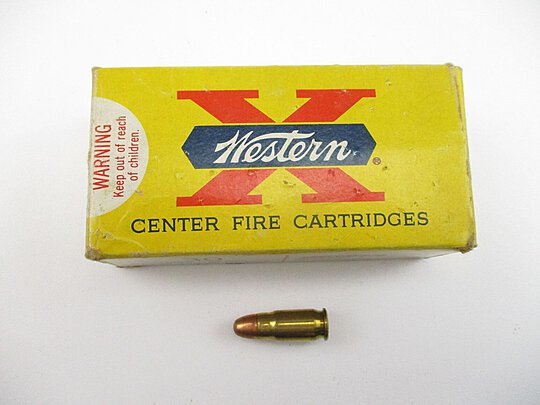 WARNING
Keep out of reach
of children.
X
Western®
CENTER FIRE CARTRIDGES